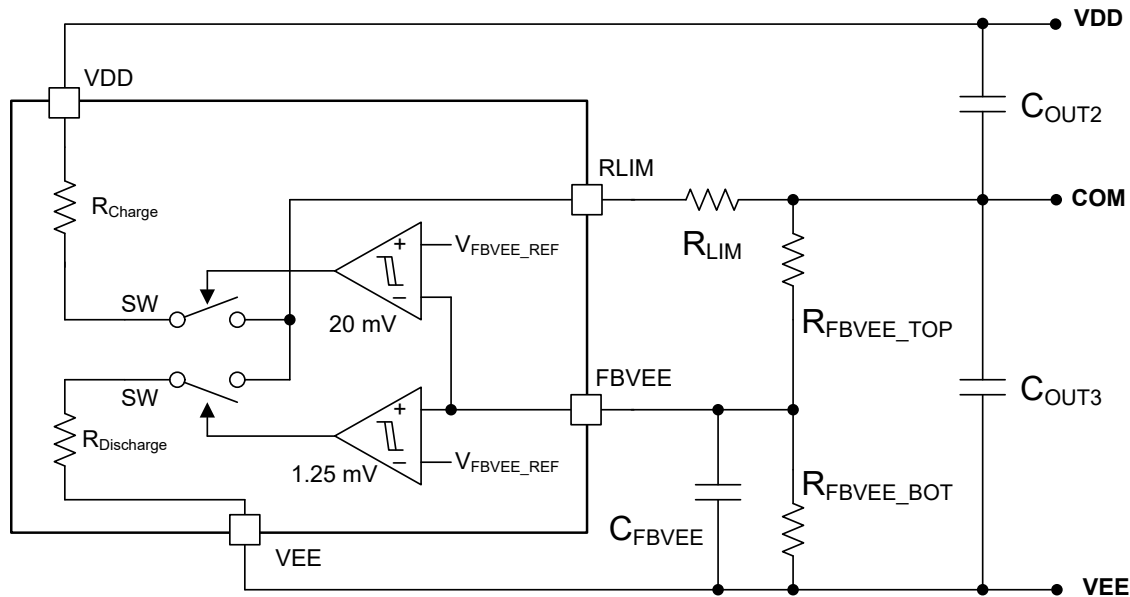 VDD
VDD
COUT2
RLIM
COM
RCharge
VFBVEE_REF
RLIM
SW
20 mV
RFBVEE_TOP
FBVEE
SW
COUT3
RDischarge
1.25 mV
VFBVEE_REF
RFBVEE_BOT
CFBVEE
VEE
VEE